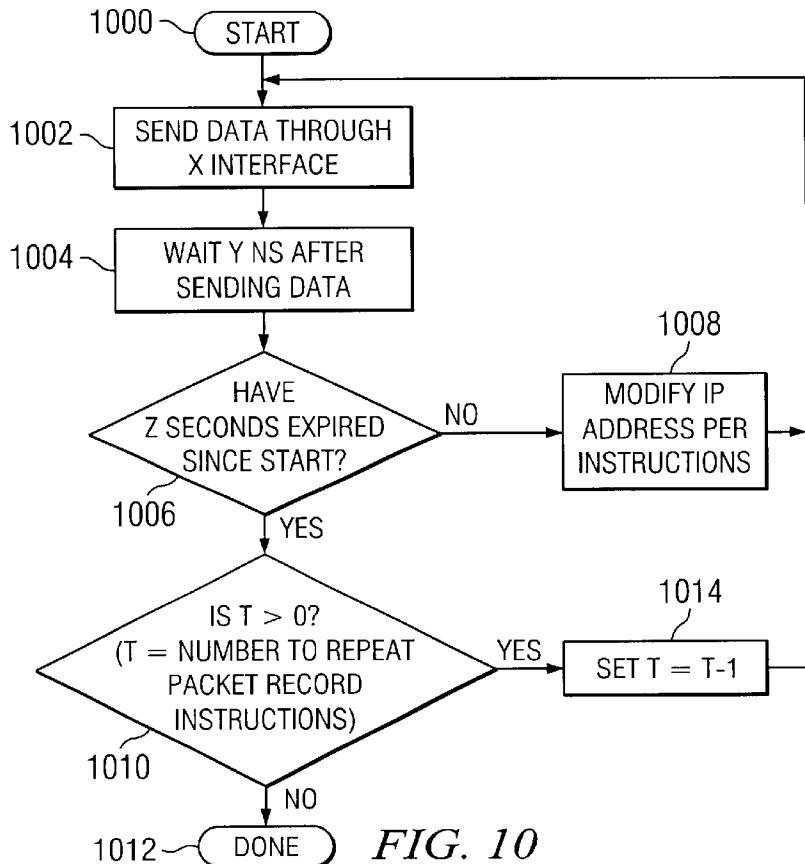 1000
START
1002
SEND DATA THROUGH
X INTERFACE
1004
WAIT Y NS AFTER
SENDING DATA
1008
HAVE
Z SECONDS EXPIRED
SINCE START?
NO
MODIFY IP
ADDRESS PER
INSTRUCTIONS
1006
YES
IS T > 0?
(T = NUMBER TO REPEAT
PACKET RECORD
INSTRUCTIONS)
YES
1014
SET T = T-1
1010
NO
1012
DONE
FIG. 10